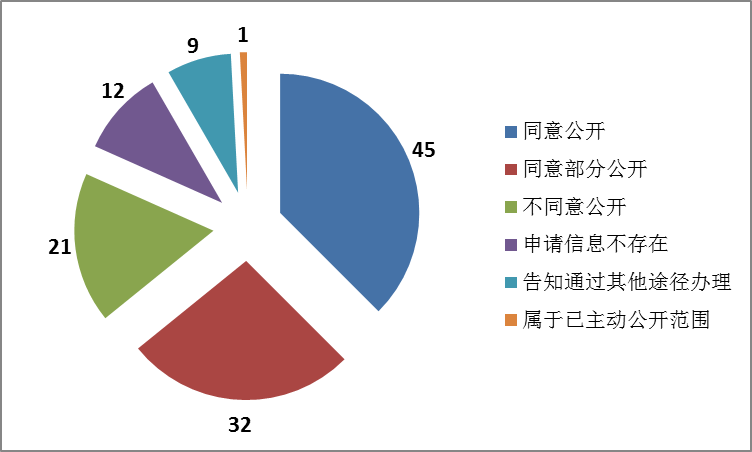 1
9
12
45
21
32
同意公开
同意部分公开
不同意公开
申请信息不存在
告知通过其他途径办理
属于已主动公开范围